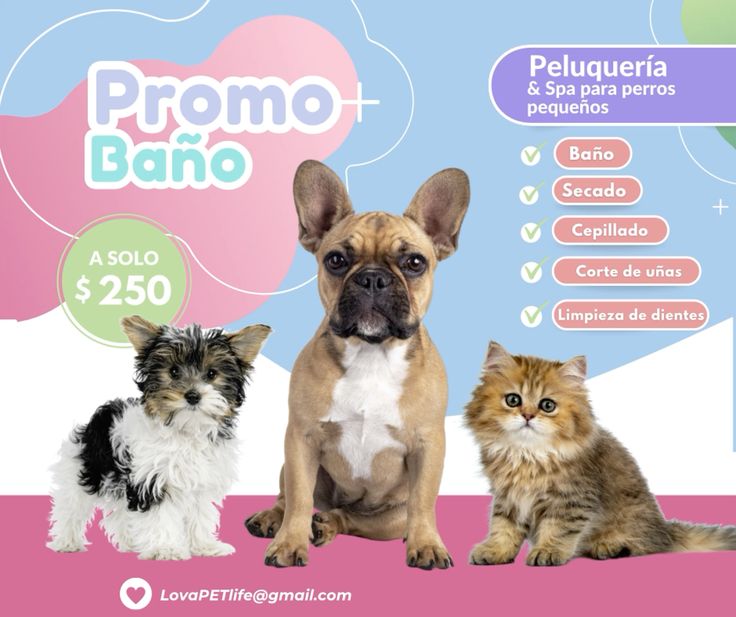 Promo
Baño
A SOLO
$ 250
Peluquería
& Spa para perros
pequeños
Baño
Secado
Cepillado
Corte de uñas
Limpieza de dientes
LovaPETlife@gmail.com